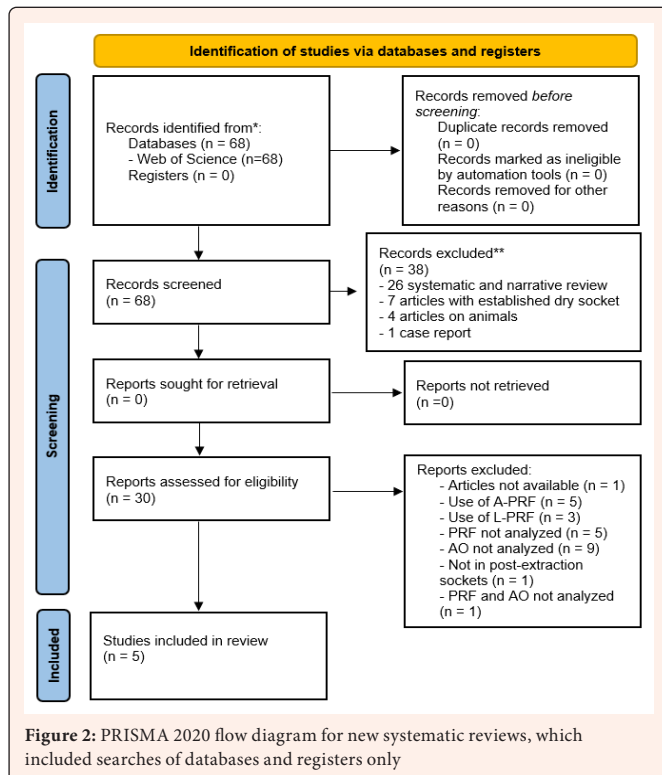 Identification of studies via databases and registers
Identification
Records identified from*:
Databases (n = 68)
- Web of Science (n=68)
Registers (n = 0)
Records removed before
screening:
Duplicate records removed
(n = 0)
Records marked as ineligible
by automation tools (n = 0)
Records removed for other
reasons (n = 0)
Screening
Records screened
(n = 68)
Records excluded**
(n = 38)
- 26 systematic and narrative review
- 7 articles with established dry socket
- 4 articles on animals
- 1 case report
Reports sought for retrieval
(n = 0)
Reports not retrieved
(n =0)
Reports assessed for eligibility
(n = 30)
Reports excluded:
- Articles not available (n = 1)
- Use of A-PRF (n = 5)
- Use of L-PRF (n = 3)
- PRF not analyzed (n = 5)
- AO not analyzed (n = 9)
- Not in post-extraction
sockets (n = 1)
- PRF and AO not analyzed
(n = 1)
Included
Studies included in review
(n = 5)
Figure 2: PRISMA 2020 flow diagram for new systematic reviews, which
included searches of databases and registers only